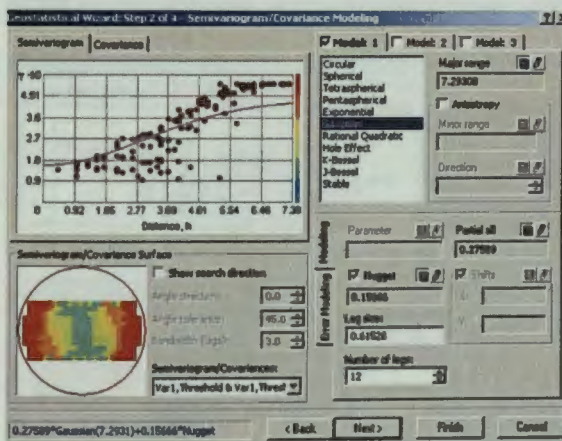 Geostatistical Wizard: Step 2 of 4 - Semivariogram/Covariance Modeling
Semivariogram
Covariance
γ
4.51
3.6
2.7
1.8
0.9
0 0.92 1.85 2.77 3.69 4.61 5.54 6.46 7.38
Distance, h
Semivariogram/Covariance Surface
Show search direction
Angle direction:
0.0
Angle tolerance:
45.0
Bandwidth (lags):
3.0
Semivariogram/Covariances:
Var1, Threshold & Var1, Thresl
Model: 1
Model: 2
Model: 3
Circular
Spherical
Tetraspherical
Pentaspherical
Exponential
Gaussian
Rational Quadratic
Hole Effect
K-Bessel
J-Bessel
Stable
Major range
7.29308
Anisotropy
Minor range
Direction
Modeling
Error Modeling
Parameter
Partial sill
0.27589
Nugget
0.15666
Shifts
Lag size:
0.61528
Number of lags:
12
0.27589*Gaussian(7.2931)+0.15666*Nugget
< Back
Next >
Finish
Cancel